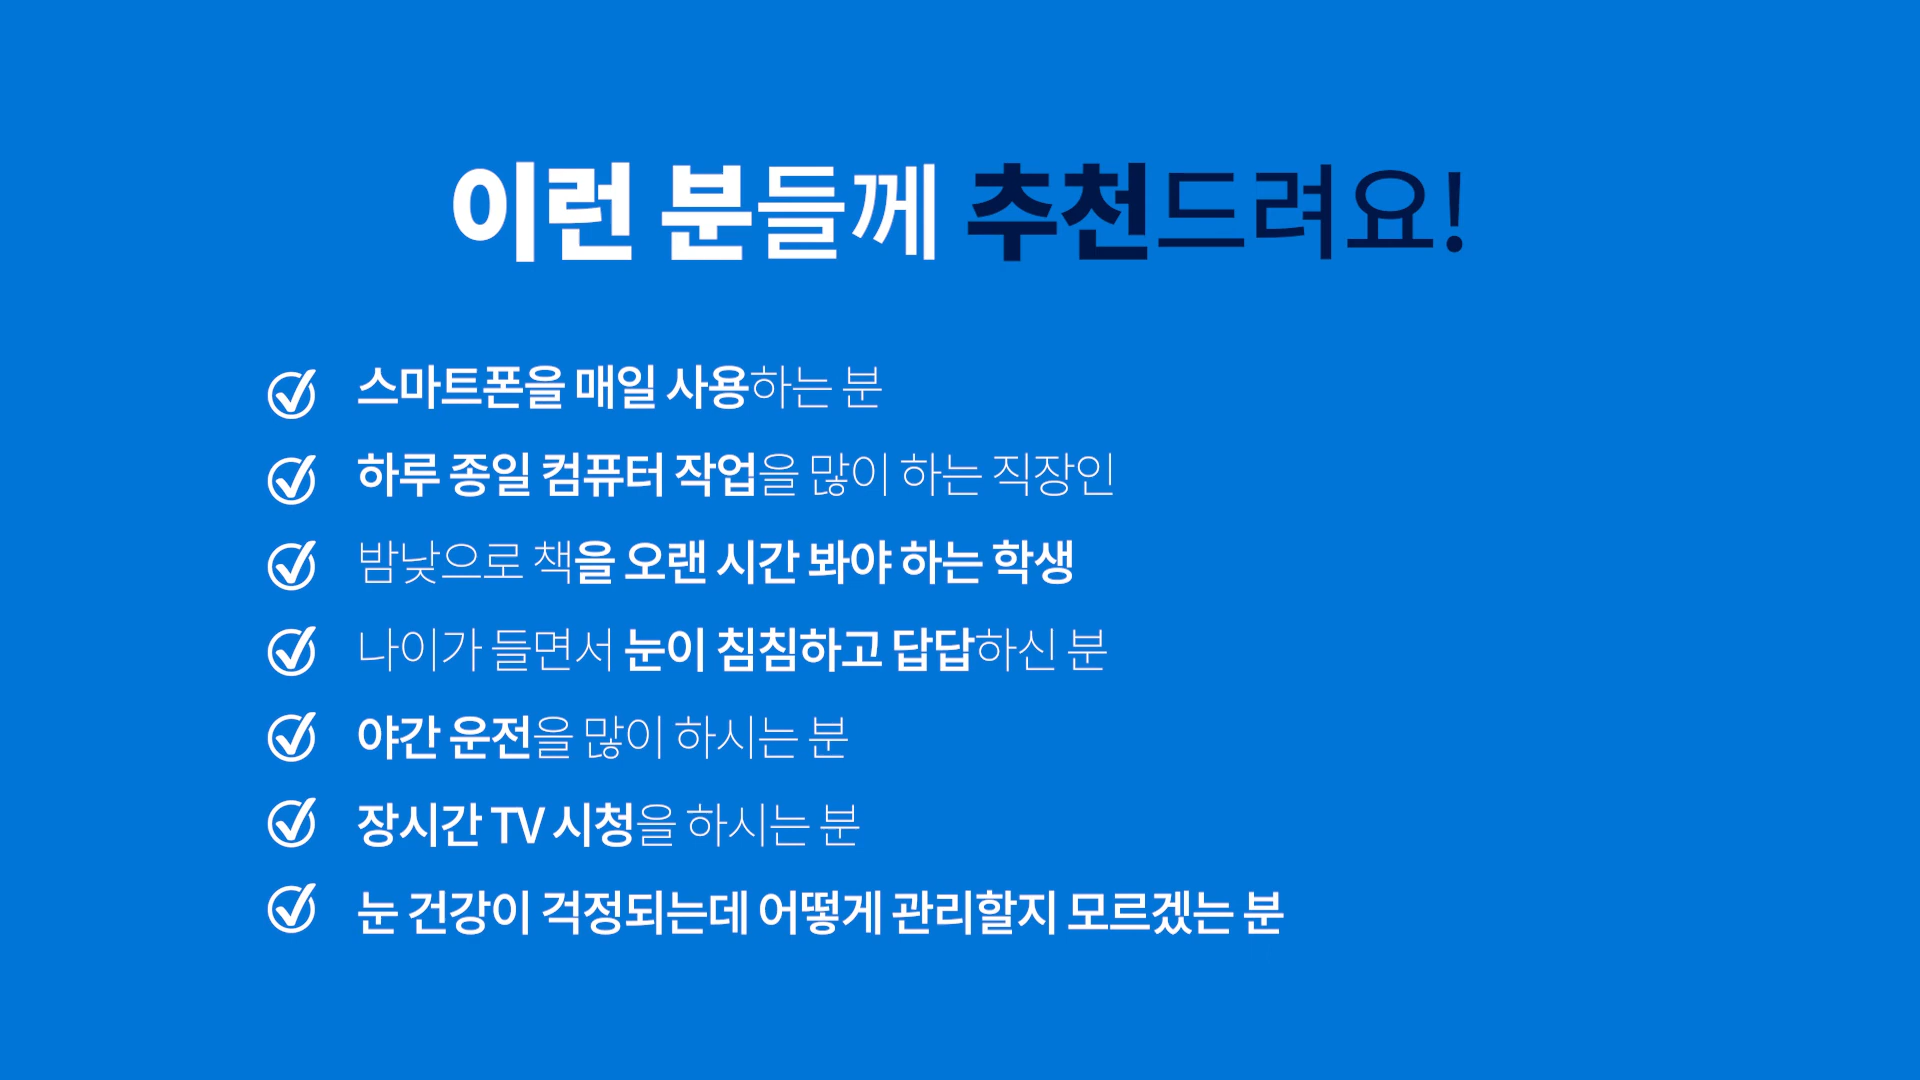 이런 분들께 추천드려요!
스마트폰을 매일 사용하는 분
하루 종일 컴퓨터 작업을 많이 하는 직장인
밤낮으로 책을 오랜 시간 봐야 하는 학생
나이가 들면서 눈이 침침하고 답답하신 분
야간 운전을 많이 하시는 분
장시간 TV 시청을 하시는 분
눈 건강이 걱정되는데 어떻게 관리할지 모르겠는 분